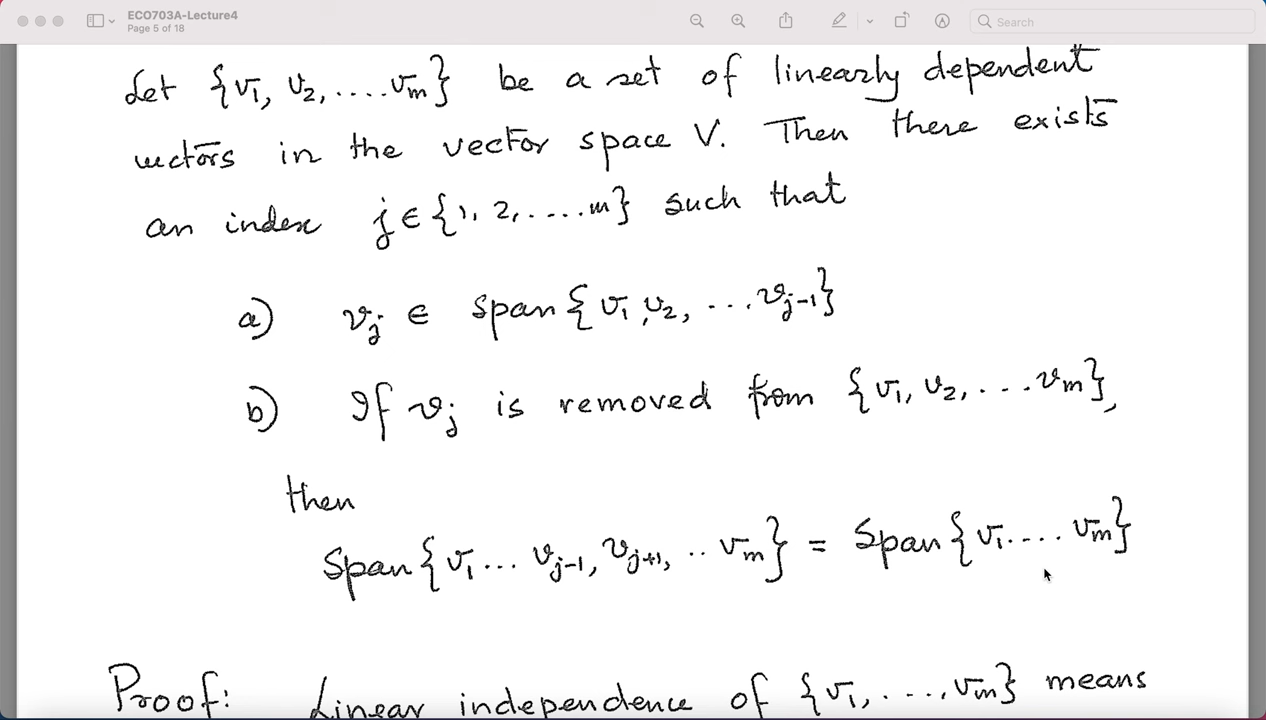 ECO703A-Lecture4
Page 5 of 18
Search
Let {v1, v2, .... vm} be a set of linearly dependent
vectors in the vector space V. Then there exists
an index j ∈ {1, 2, .... m} such that
a) vj ∈ span{v1, v2, ... vj-1}
b) If vj is removed from {v1, v2, ... vm},
then
Span{v1 ... vj-1, vj+1, .. vm} = Span{v1 .... vm}
Proof: Linear independence of {v1, ...., vm} means